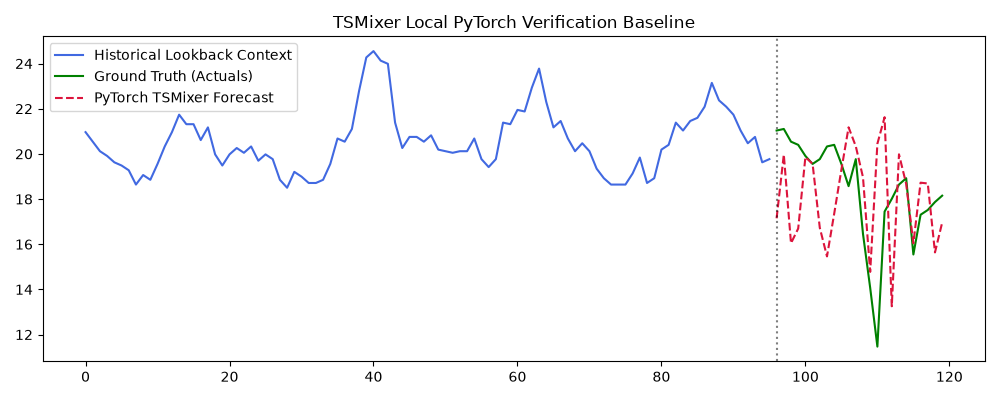 TSMixer Local PyTorch Verification Baseline
Historical Lookback Context
Ground Truth (Actuals)
PyTorch TSMixer Forecast
24
22
20
18
16
14
12
0 20 40 60 80 100 120